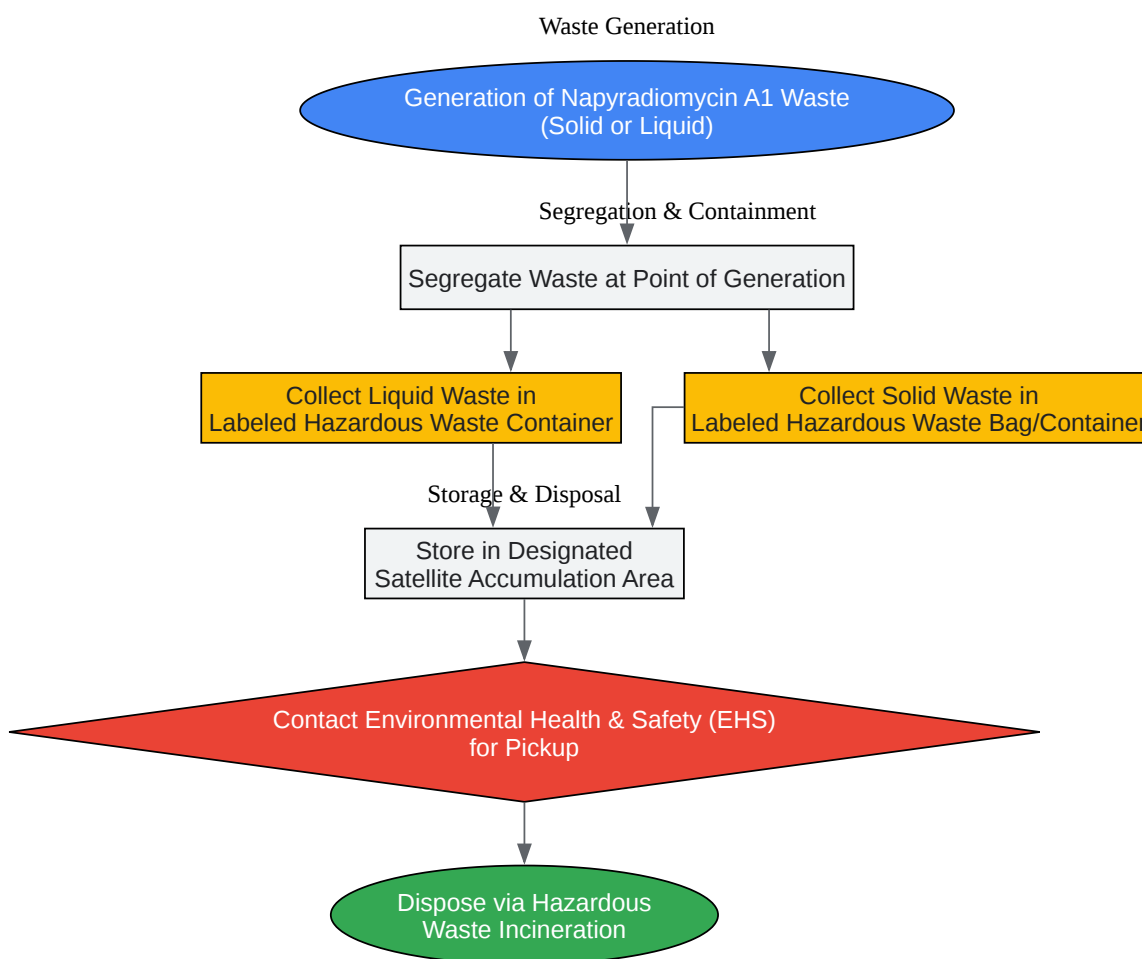 Waste Generation
Generation of Napyradiomycin A1 Waste
(Solid or Liquid)
Segregation & Containment
Segregate Waste at Point of Generation
Collect Liquid Waste in
Labeled Hazardous Waste Container
Collect Solid Waste in
Labeled Hazardous Waste Bag/Container
Storage & Disposal
Store in Designated
Satellite Accumulation Area
Contact Environmental Health & Safety (EHS)
for Pickup
Dispose via Hazardous
Waste Incineration